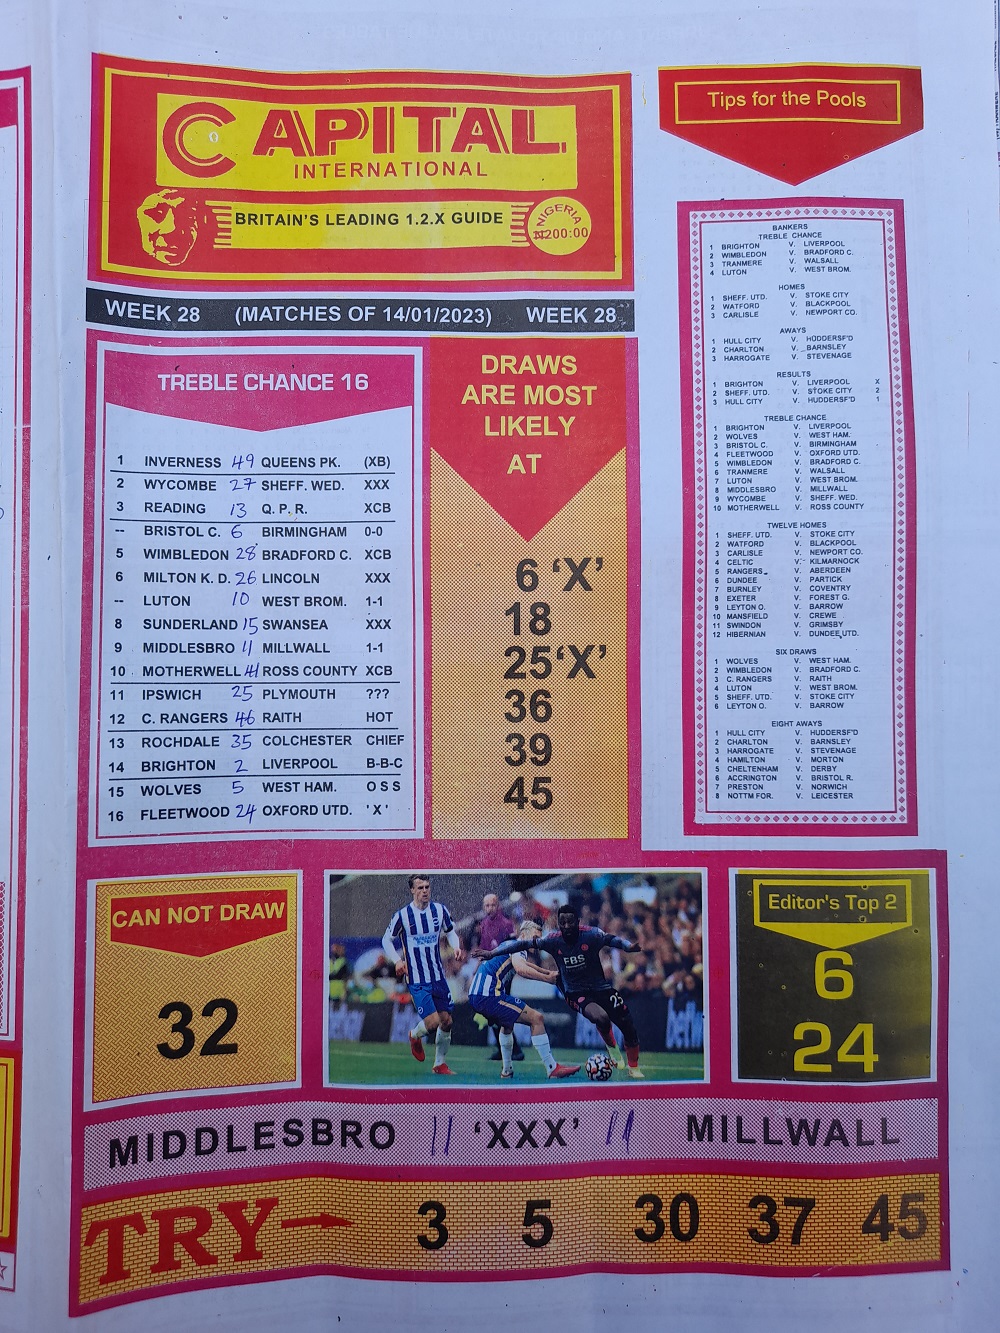 CAPITAL
INTERNATIONAL
BRITAIN'S LEADING 1.2.X GUIDE
NIGERIA
₦200:00
Tips for the Pools
WEEK 28 (MATCHES OF 14/01/2023) WEEK 28
TREBLE CHANCE 16
1 INVERNESS 49 QUEENS PK. (XB)
2 WYCOMBE 27 SHEFF. WED. XXX
3 READING 13 Q. P. R. XCB
-- BRISTOL C. 6 BIRMINGHAM 0-0
5 WIMBLEDON 28 BRADFORD C. XCB
6 MILTON K. D. 26 LINCOLN XXX
-- LUTON 10 WEST BROM. 1-1
8 SUNDERLAND 15 SWANSEA XXX
9 MIDDLESBRO 11 MILLWALL 1-1
10 MOTHERWELL 41 ROSS COUNTY XCB
11 IPSWICH 25 PLYMOUTH ???
12 C. RANGERS 46 RAITH HOT
13 ROCHDALE 35 COLCHESTER CHIEF
14 BRIGHTON 2 LIVERPOOL B-B-C
15 WOLVES 5 WEST HAM. O S S
16 FLEETWOOD 24 OXFORD UTD. 'X'
DRAWS
ARE MOST
LIKELY
AT
6 'X'
18
25 'X'
36
39
45
BANKERS
TREBLE CHANCE
1 BRIGHTON V. LIVERPOOL
2 WIMBLEDON V. BRADFORD C.
3 TRANMERE V. WALSALL
4 LUTON V. WEST BROM.
HOMES
1 SHEFF. UTD. V. STOKE CITY
2 WATFORD V. BLACKPOOL
3 CARLISLE V. NEWPORT CO.
AWAYS
1 HULL CITY V. HUDDERSF'D
2 CHARLTON V. BARNSLEY
3 HARROGATE V. STEVENAGE
RESULTS
1 BRIGHTON V. LIVERPOOL X
2 SHEFF. UTD. V. STOKE CITY 2
3 HULL CITY V. HUDDERSF'D 1
TREBLE CHANCE
1 BRIGHTON V. LIVERPOOL
2 WOLVES V. WEST HAM.
3 BRISTOL C. V. BIRMINGHAM
4 FLEETWOOD V. OXFORD UTD.
5 WIMBLEDON V. BRADFORD C.
6 TRANMERE V. WALSALL
7 LUTON V. WEST BROM.
8 MIDDLESBRO V. MILLWALL
9 WYCOMBE V. SHEFF. WED.
10 MOTHERWELL V. ROSS COUNTY
TWELVE HOMES
1 SHEFF. UTD. V. STOKE CITY
2 WATFORD V. BLACKPOOL
3 CARLISLE V. NEWPORT CO.
4 CELTIC V. KILMARNOCK
5 RANGERS V. ABERDEEN
6 DUNDEE V. PARTICK
7 BURNLEY V. COVENTRY
8 EXETER V. FOREST G.
9 LEYTON O. V. BARROW
10 MANSFIELD V. CREWE
11 SWINDON V. GRIMSBY
12 HIBERNIAN V. DUNDEE UTD.
SIX DRAWS
1 WOLVES V. WEST HAM.
2 WIMBLEDON V. BRADFORD C.
3 C. RANGERS V. RAITH
4 LUTON V. WEST BROM.
5 SHEFF. UTD. V. STOKE CITY
6 LEYTON O. V. BARROW
EIGHT AWAYS
1 HULL CITY V. HUDDERSF'D
2 CHARLTON V. BARNSLEY
3 HARROGATE V. STEVENAGE
4 HAMILTON V. MORTON
5 CHELTENHAM V. DERBY
6 ACCRINGTON V. BRISTOL R.
7 PRESTON V. NORWICH
8 NOTTM FOR. V. LEICESTER
CAN NOT DRAW
32
FBS
23
Editor's Top 2
6
24
MIDDLESBRO 11 'XXX' 11 MILLWALL
TRY 3 5 30 37 45